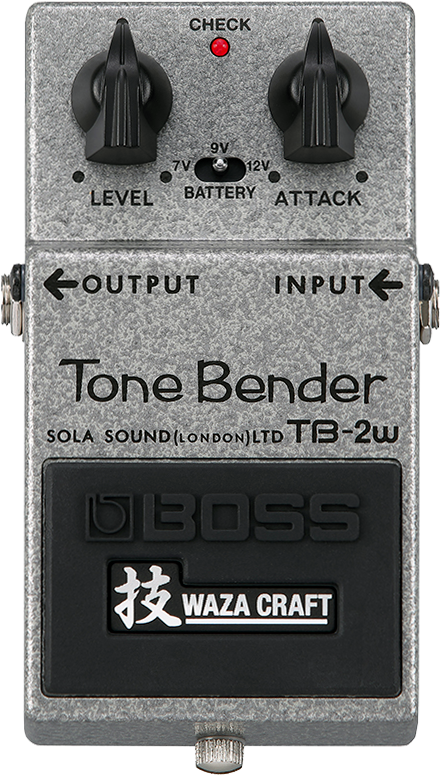 CHECK
9V
7V 12V
LEVEL BATTERY ATTACK
OUTPUT INPUT
Tone Bender
SOLA SOUND (LONDON) LTD TB-2w
BOSS
技 WAZA CRAFT